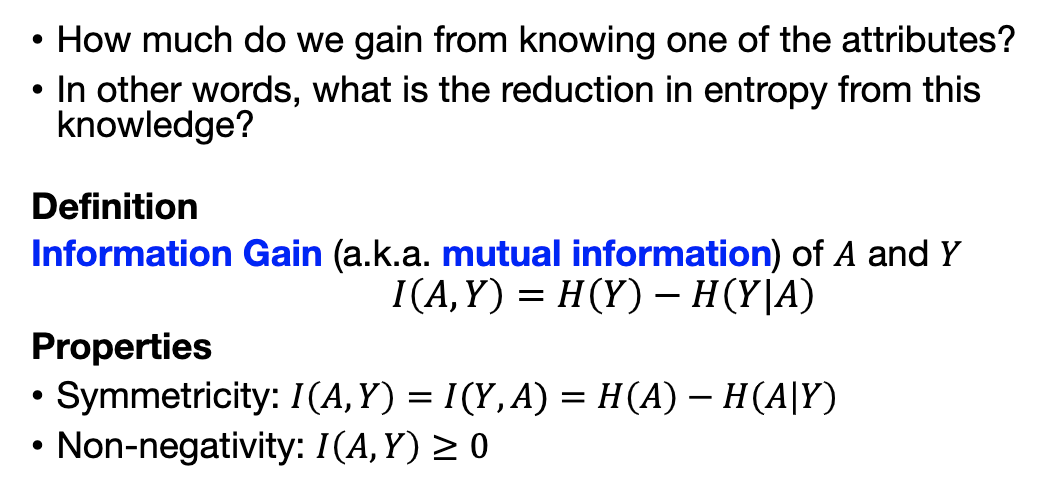 • How much do we gain from knowing one of the attributes?
• In other words, what is the reduction in entropy from this
knowledge?
Definition
Information Gain (a.k.a. mutual information) of A and Y
I(A, Y) = H(Y) − H(Y|A)
Properties
• Symmetricity: I(A, Y) = I(Y, A) = H(A) − H(A|Y)
• Non-negativity: I(A, Y) ≥ 0